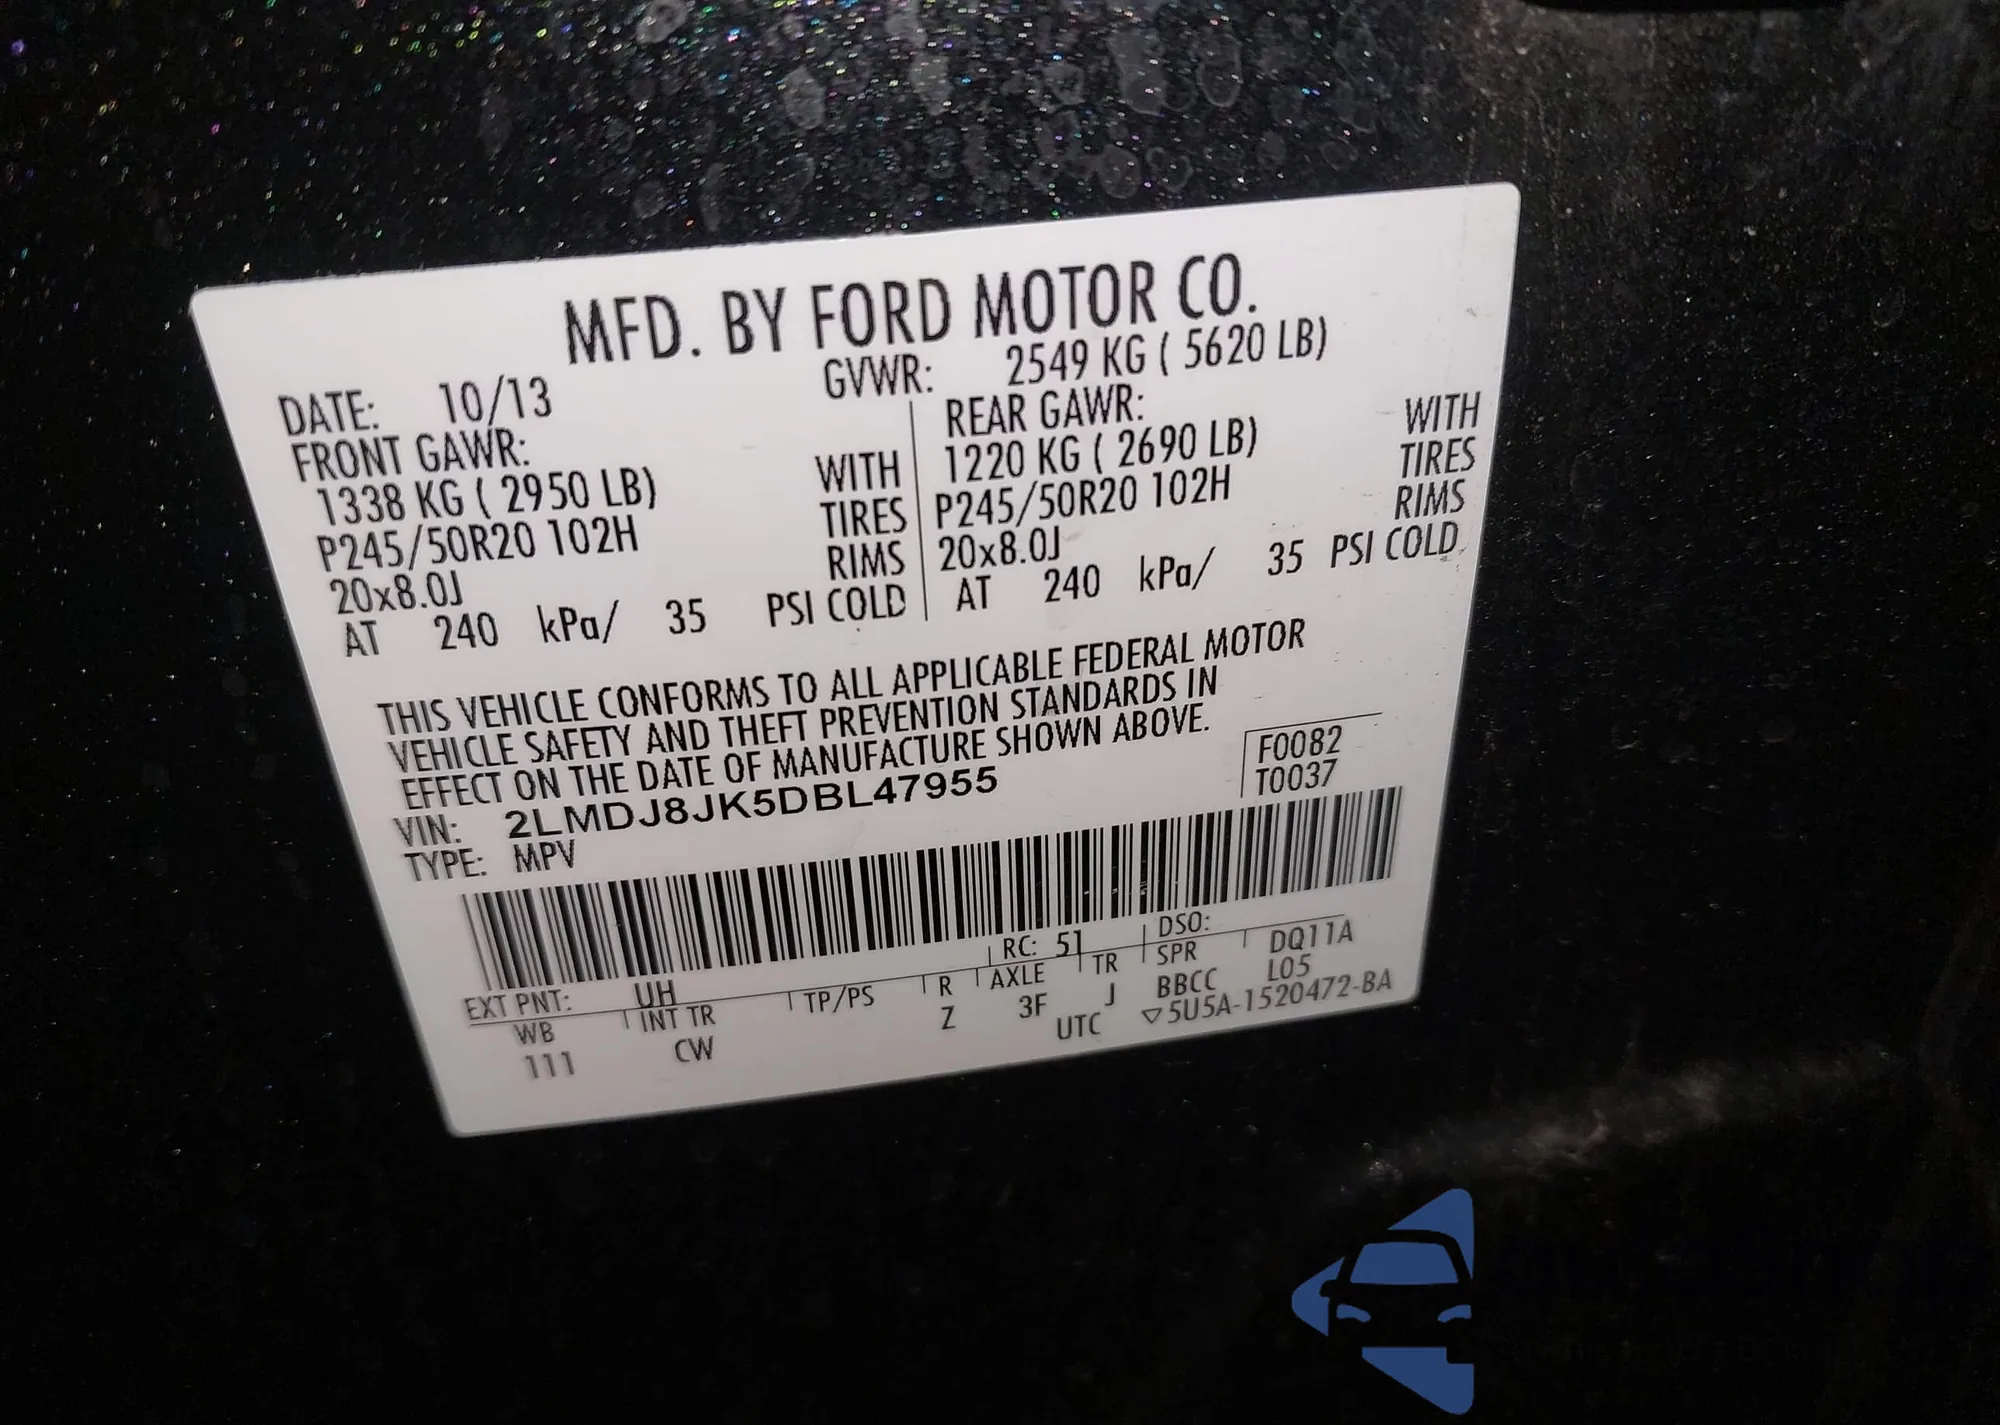 MFD. BY FORD MOTOR CO.
DATE: 10/13 GVWR: 2549 KG ( 5620 LB)
FRONT GAWR: REAR GAWR:
1338 KG ( 2950 LB) WITH 1220 KG ( 2690 LB) WITH
P245/50R20 102H TIRES P245/50R20 102H TIRES
20x8.0J RIMS 20x8.0J RIMS
AT 240 kPa/ 35 PSI COLD AT 240 kPa/ 35 PSI COLD
THIS VEHICLE CONFORMS TO ALL APPLICABLE FEDERAL MOTOR
VEHICLE SAFETY AND THEFT PREVENTION STANDARDS IN
EFFECT ON THE DATE OF MANUFACTURE SHOWN ABOVE.
F0082
T0037
VIN: 2LMDJ8JK5DBL47955
TYPE: MPV
EXT PNT: UH RC: 51 DSO:
WB INT TR TP/PS R AXLE TR SPR DQ11A
111 CW Z 3F J BBCC L05
UTC ▽5U5A-1520472-BA